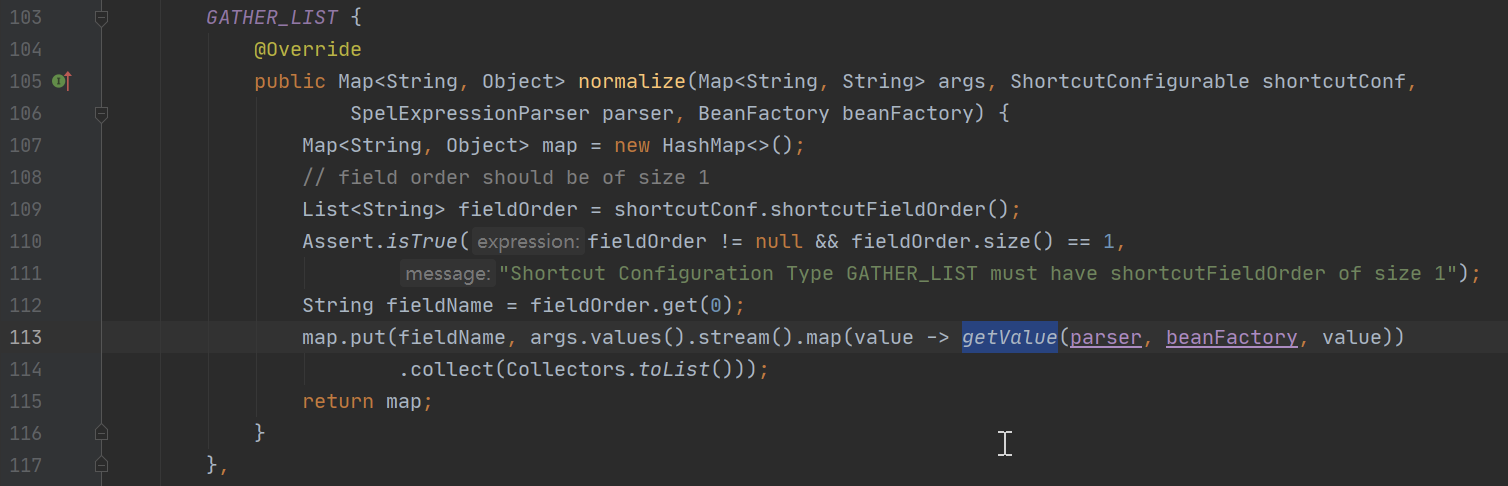 103 GATHER_LIST {
104 @Override
105 public Map<String, Object> normalize(Map<String, String> args, ShortcutConfigurable shortcutConf,
106 SpelExpressionParser parser, BeanFactory beanFactory) {
107 Map<String, Object> map = new HashMap<>();
108 // field order should be of size 1
109 List<String> fieldOrder = shortcutConf.shortcutFieldOrder();
110 Assert.isTrue( expression: fieldOrder != null && fieldOrder.size() == 1,
111 message: "Shortcut Configuration Type GATHER_LIST must have shortcutFieldOrder of size 1");
112 String fieldName = fieldOrder.get(0);
113 map.put(fieldName, args.values().stream().map(value -> getValue(parser, beanFactory, value))
114 .collect(Collectors.toList()));
115 return map;
116 }
117 },